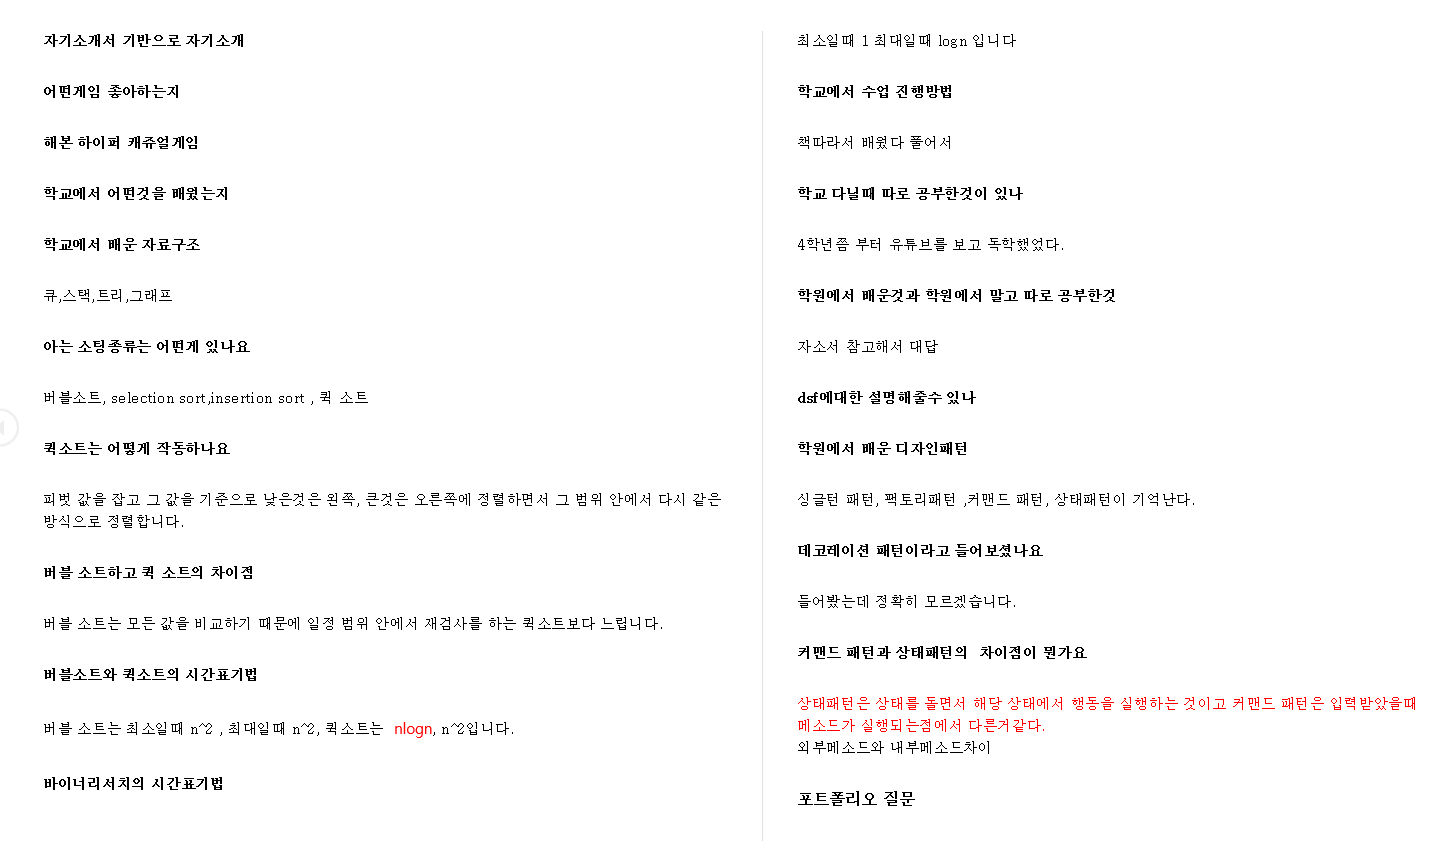 자기소개서 기반으로 자기소개
어떤게임 좋아하는지
해본 하이퍼 캐쥬얼게임
학교에서 어떤것을 배웠는지
학교에서 배운 자료구조
큐,스택,트리,그래프
아는 소팅종류는 어떤게 있나요
버블소트, selection sort,insertion sort , 퀵 소트
퀵소트는 어떻게 작동하나요
피벗 값을 잡고 그 값을 기준으로 낮은것은 왼쪽, 큰것은 오른쪽에 정렬하면서 그 범위 안에서 다시 같은
방식으로 정렬합니다.
버블 소트하고 퀵 소트의 차이점
버블 소트는 모든 값을 비교하기 때문에 일정 범위 안에서 재검사를 하는 퀵소트보다 느립니다.
버블소트와 퀵소트의 시간표기법
버블 소트는 최소일때 n^2 , 최대일때 n^2, 퀵소트는 nlogn, n^2입니다.
바이너리서치의 시간표기법
최소일때 1 최대일때 logn 입니다
학교에서 수업 진행방법
책따라서 배웠다 풀어서
학교 다닐때 따로 공부한것이 있나
4학년쯤 부터 유튜브를 보고 독학했었다.
학원에서 배운것과 학원에서 말고 따로 공부한것
자소서 참고해서 대답
dsf에대한 설명해줄수 있나
학원에서 배운 디자인패턴
싱글턴 패턴, 팩토리패턴 ,커맨드 패턴, 상태패턴이 기억난다.
데코레이션 패턴이라고 들어보셨나요
들어봤는데 정확히 모르겠습니다.
커맨드 패턴과 상태패턴의 차이점이 뭔가요
상태패턴은 상태를 돌면서 해당 상태에서 행동을 실행하는 것이고 커맨드 패턴은 입력받았을때
메소드가 실행되는점에서 다른거같다.
외부메소드와 내부메소드차이
포트폴리오 질문